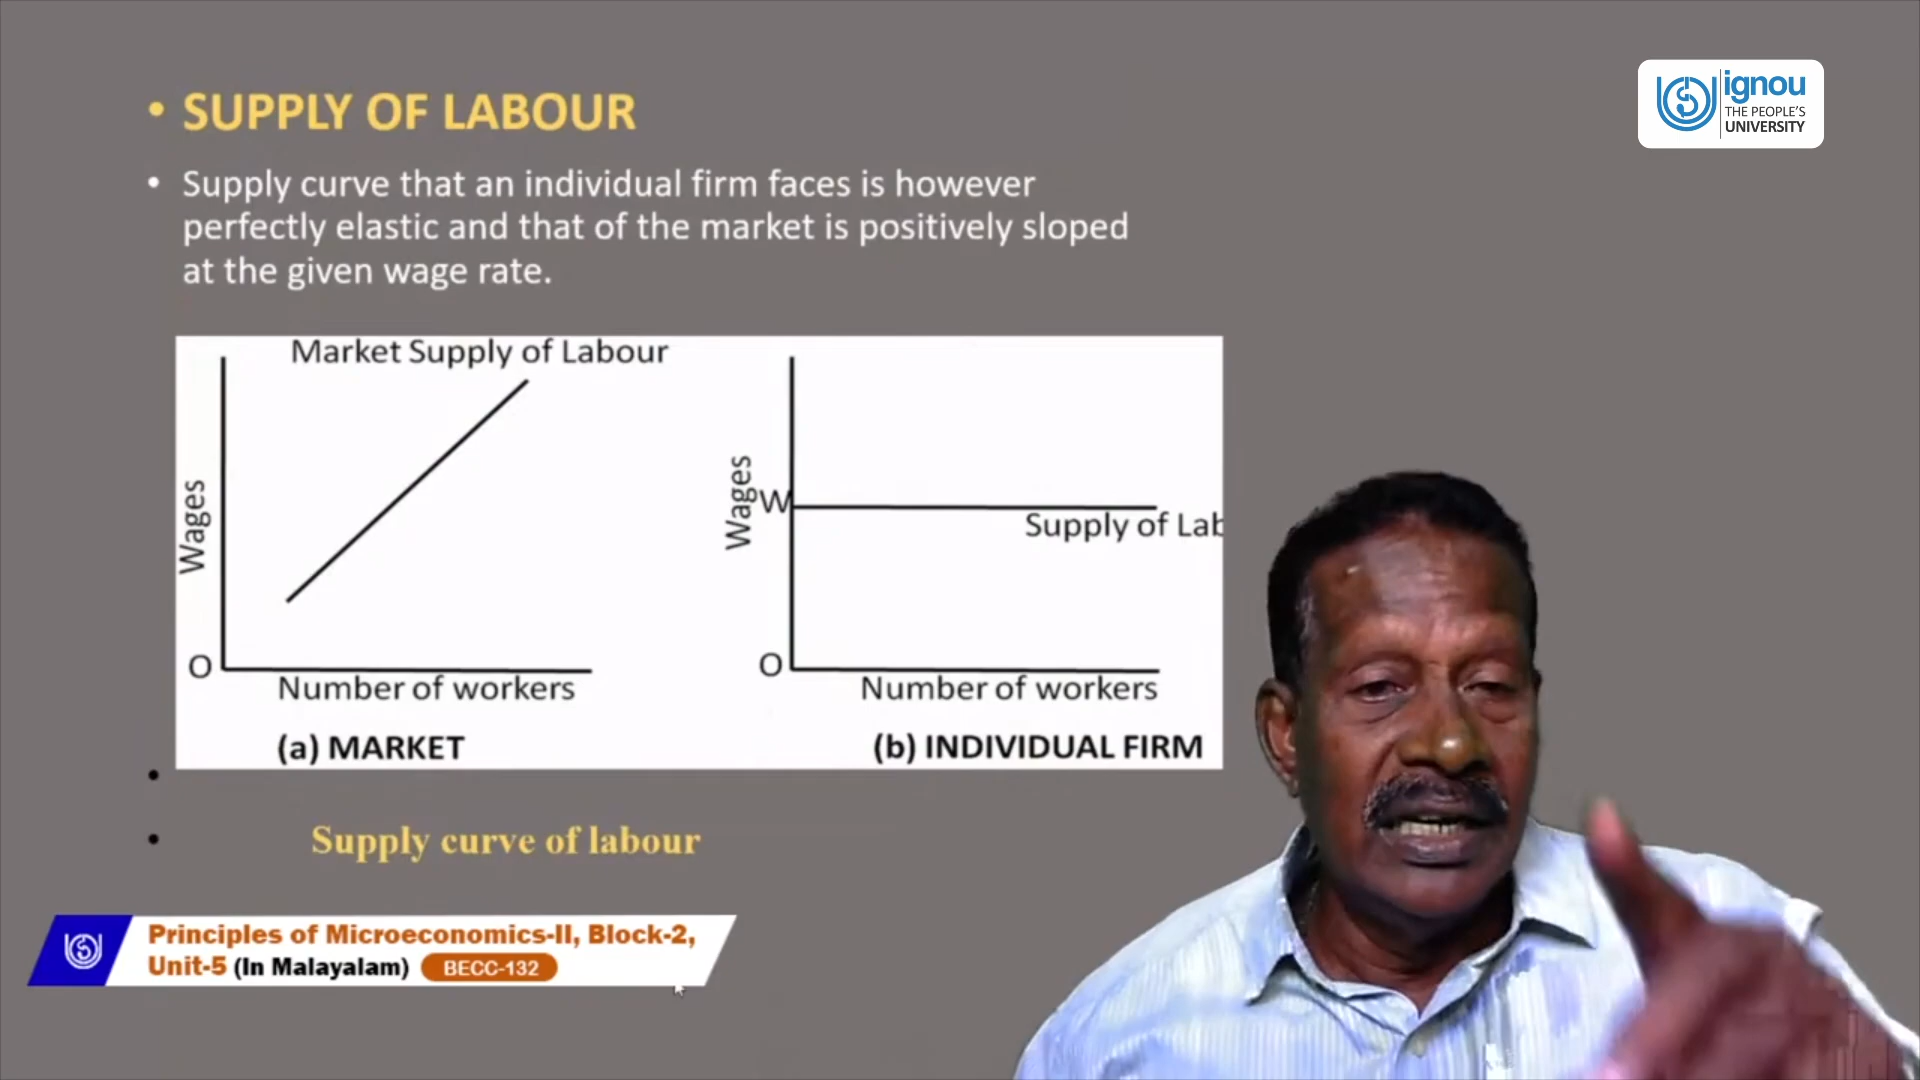 • SUPPLY OF LABOUR
ignou
THE PEOPLE'S
UNIVERSITY
• Supply curve that an individual firm faces is however
perfectly elastic and that of the market is positively sloped
at the given wage rate.
Market Supply of Labour
Wages
O
Number of workers
(a) MARKET
Wages
W
Supply of Lab
O
Number of workers
(b) INDIVIDUAL FIRM
•
• Supply curve of labour
Principles of Microeconomics-II, Block-2,
Unit-5 (In Malayalam) BECC-132